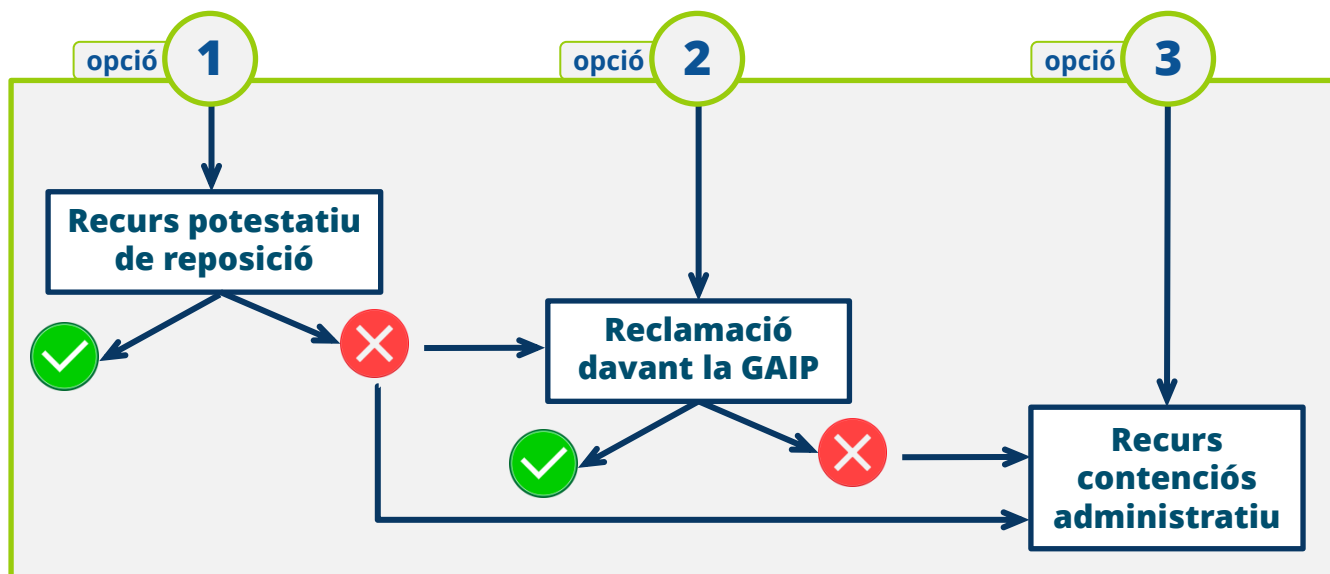 opció 1
opció 2
opció 3
Recurs potestatiu
de reposició
Reclamació
davant la GAIP
Recurs
contenciós
administratiu